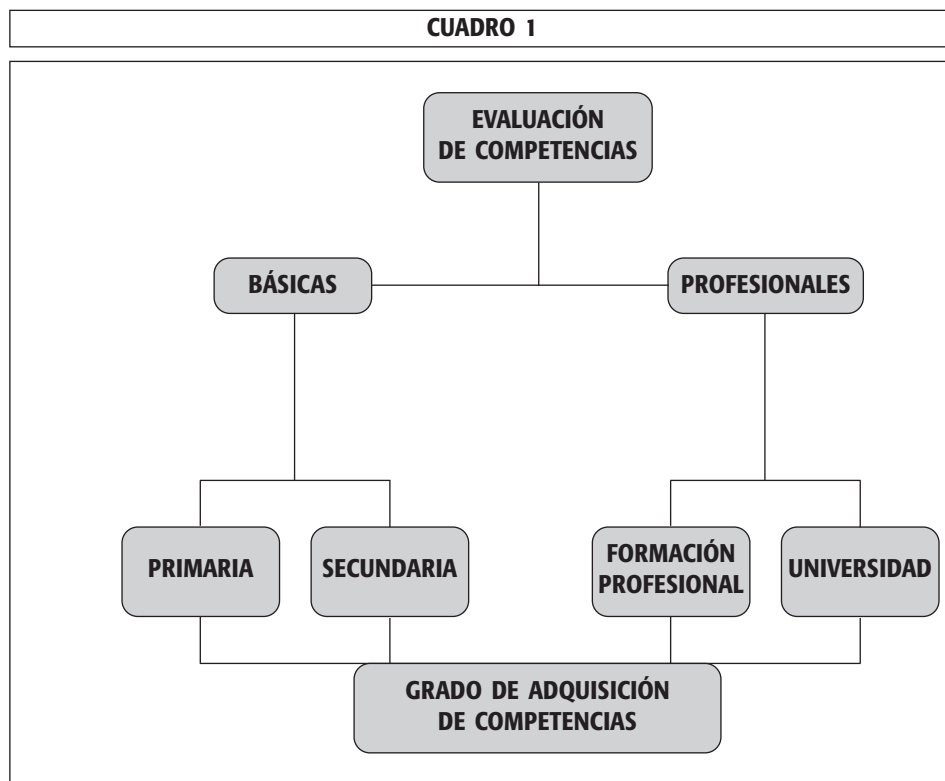 CUADRO 1
EVALUACIÓN
DE COMPETENCIAS
BÁSICAS
PROFESIONALES
PRIMARIA
SECUNDARIA
FORMACIÓN
PROFESIONAL
UNIVERSIDAD
GRADO DE ADQUISICIÓN
DE COMPETENCIAS